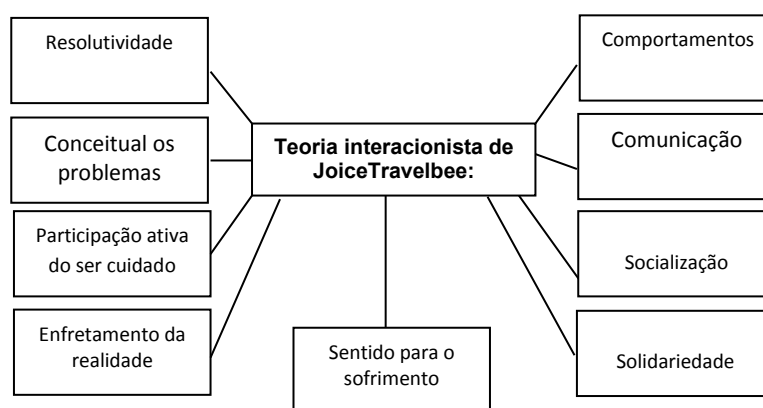 Resolutividade
Conceitual os
problemas
Participação ativa
do ser cuidado
Enfretamento da
realidade
Teoria interacionista de
JoiceTravelbee:
Sentido para o
sofrimento
Comportamentos
Comunicação
Socialização
Solidariedade